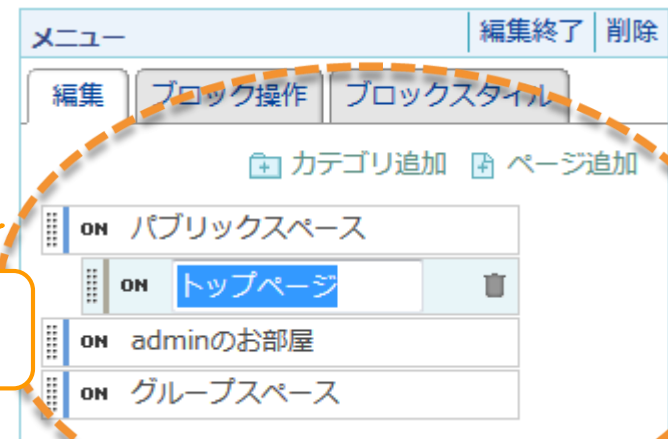 メニュー 編集終了 削除
編集 ブロック操作 ブロックスタイル
カテゴリ追加 ページ追加
ON パブリックスペース
ON トップページ
ON adminのお部屋
ON グループスペース